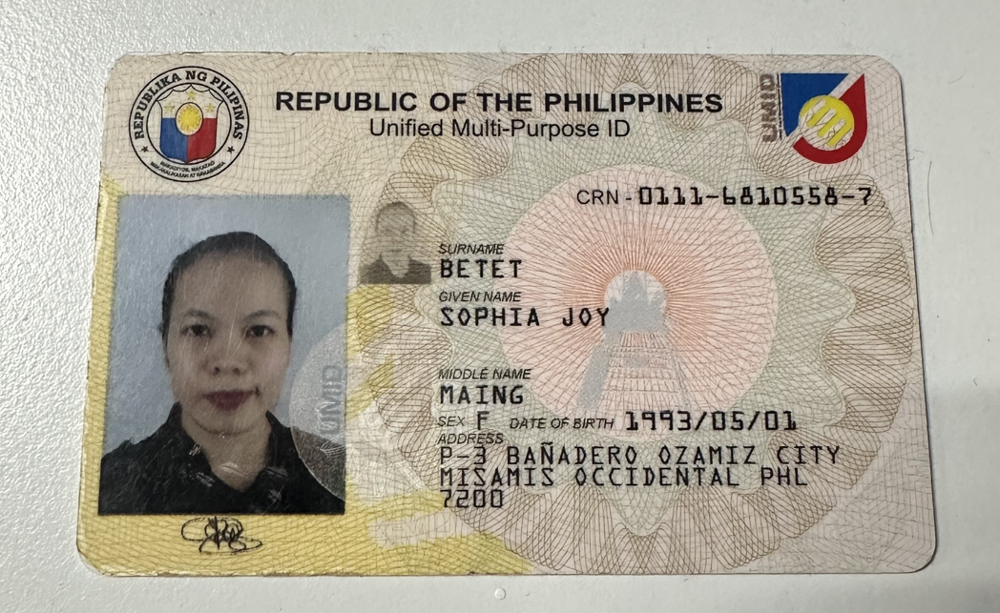 REPUBLIKA NG PILIPINAS
REPUBLIC OF THE PHILIPPINES
Unified Multi-Purpose ID
UMID
CRN - 0111-6810558-7
SURNAME
BETET
GIVEN NAME
SOPHIA JOY
MIDDLE NAME
MAING
SEX F DATE OF BIRTH 1993/05/01
ADDRESS
P-3 BAÑADERO OZAMIZ CITY
MISAMIS OCCIDENTAL PHL
7200
UMID